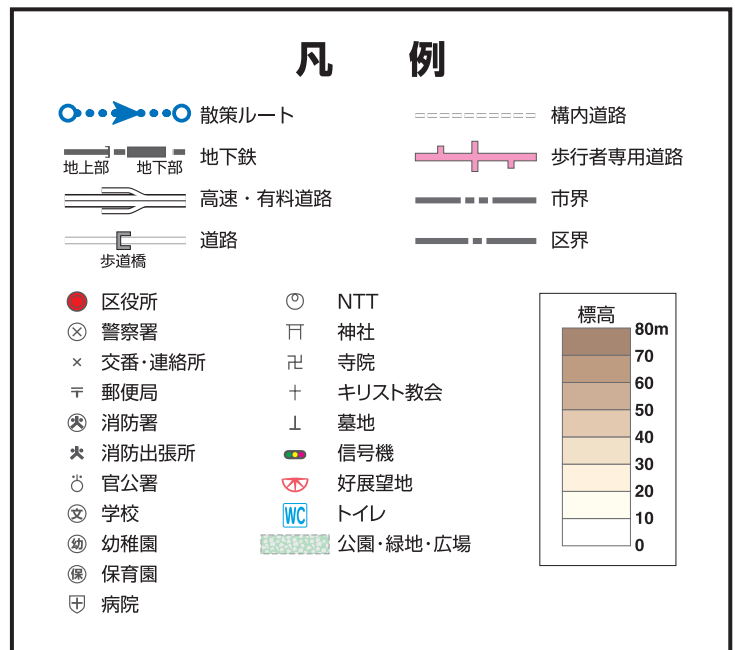 凡 例
散策ルート
地上部 地下部 地下鉄
高速・有料道路
道路
歩道橋
構内道路
歩行者専用道路
市界
区界
区役所
警察署
交番・連絡所
郵便局
消防署
消防出張所
官公署
文 学校
幼 幼稚園
保 保育園
病院
NTT
神社
寺院
キリスト教会
墓地
信号機
好展望地
WC トイレ
公園・緑地・広場
標高
80m
70
60
50
40
30
20
10
0